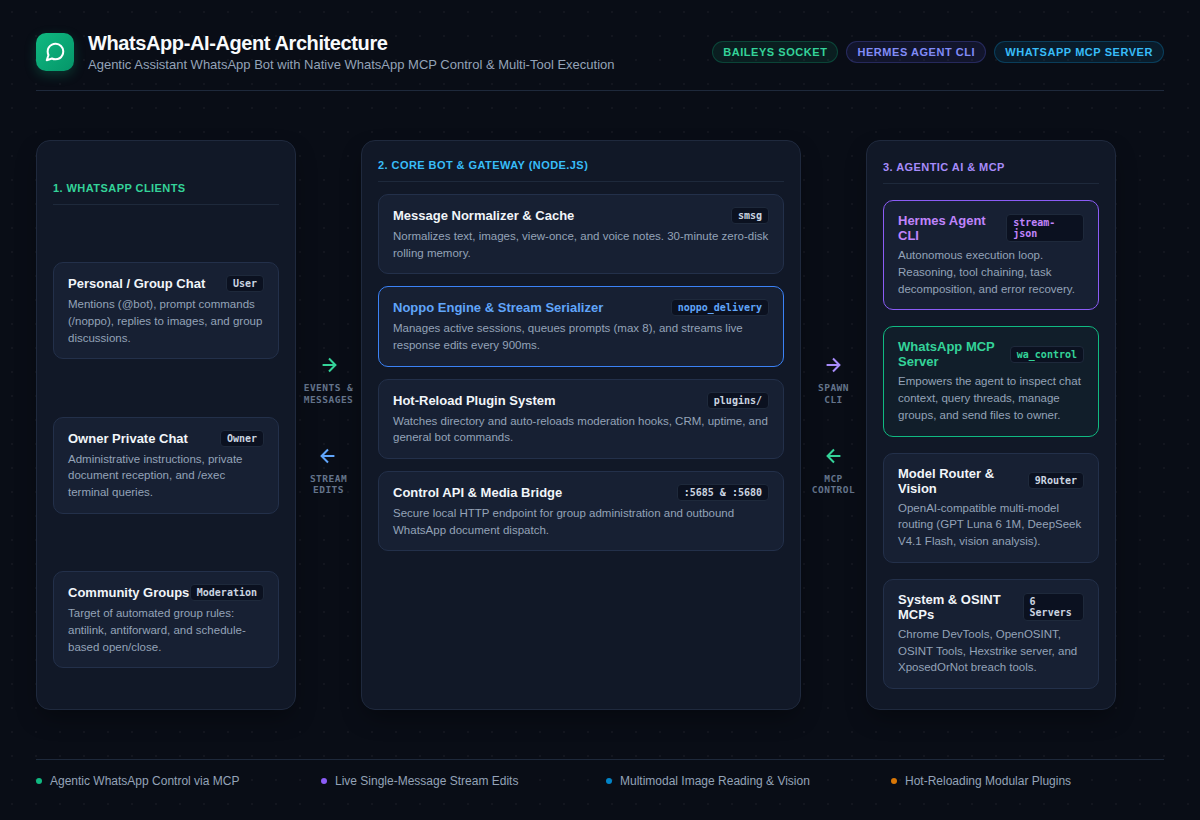 WhatsApp-AI-Agent Architecture
Agentic Assistant WhatsApp Bot with Native WhatsApp MCP Control & Multi-Tool Execution
BAILEYS SOCKET
HERMES AGENT CLI
WHATSAPP MCP SERVER
1. WHATSAPP CLIENTS
Personal / Group Chat
User
Mentions (@bot), prompt commands
(/noppo), replies to images, and group
discussions.
Owner Private Chat
Owner
Administrative instructions, private
document reception, and /exec
terminal queries.
Community Groups
Moderation
Target of automated group rules:
antilink, antiforward, and schedule-
based open/close.
EVENTS &
MESSAGES
STREAM
EDITS
2. CORE BOT & GATEWAY (NODE.JS)
Message Normalizer & Cache
smsg
Normalizes text, images, view-once, and voice notes. 30-minute zero-disk
rolling memory.
Noppo Engine & Stream Serializer
noppo_delivery
Manages active sessions, queues prompts (max 8), and streams live
response edits every 900ms.
Hot-Reload Plugin System
plugins/
Watches directory and auto-reloads moderation hooks, CRM, uptime, and
general bot commands.
Control API & Media Bridge
:5685 & :5680
Secure local HTTP endpoint for group administration and outbound
WhatsApp document dispatch.
SPAWN
CLI
MCP
CONTROL
3. AGENTIC AI & MCP
Hermes Agent
CLI
stream-
json
Autonomous execution loop.
Reasoning, tool chaining, task
decomposition, and error recovery.
WhatsApp MCP
Server
wa_control
Empowers the agent to inspect chat
context, query threads, manage
groups, and send files to owner.
Model Router &
Vision
9Router
OpenAI-compatible multi-model
routing (GPT Luna 6 1M, DeepSeek
V4.1 Flash, vision analysis).
System & OSINT
MCPs
6
Servers
Chrome DevTools, OpenOSINT,
OSINT Tools, Hexstrike server, and
XposedOrNot breach tools.
Agentic WhatsApp Control via MCP
Live Single-Message Stream Edits
Multimodal Image Reading & Vision
Hot-Reloading Modular Plugins